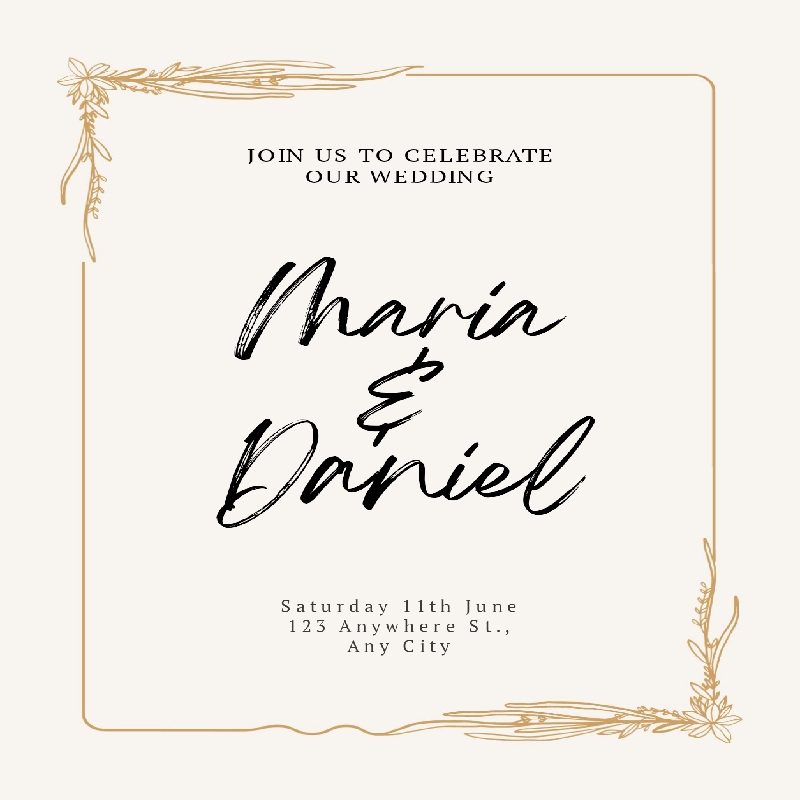 JOIN US TO CELEBRATE
OUR WEDDING
Maria
&
Daniel
Saturday 11th June
123 Anywhere St.,
Any City